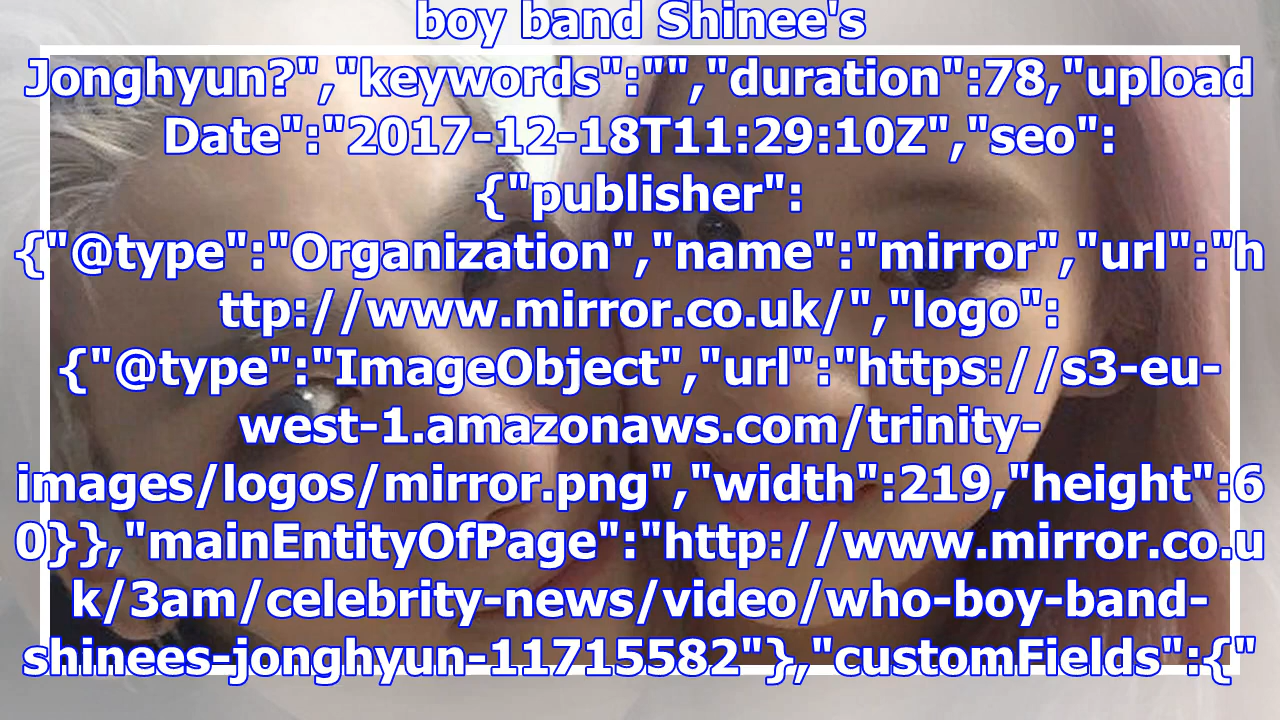 boy band Shinee's
Jonghyun?","keywords":"","duration":78,"upload
Date":"2017-12-18T11:29:10Z","seo":
{"publisher":
{"@type":"Organization","name":"mirror","url":"h
ttp://www.mirror.co.uk/","logo":
{"@type":"ImageObject","url":"https://s3-eu-
west-1.amazonaws.com/trinity-
images/logos/mirror.png","width":219,"height":6
0}},"mainEntityOfPage":"http://www.mirror.co.u
k/3am/celebrity-news/video/who-boy-band-
shinees-jonghyun-11715582"},"customFields":{"